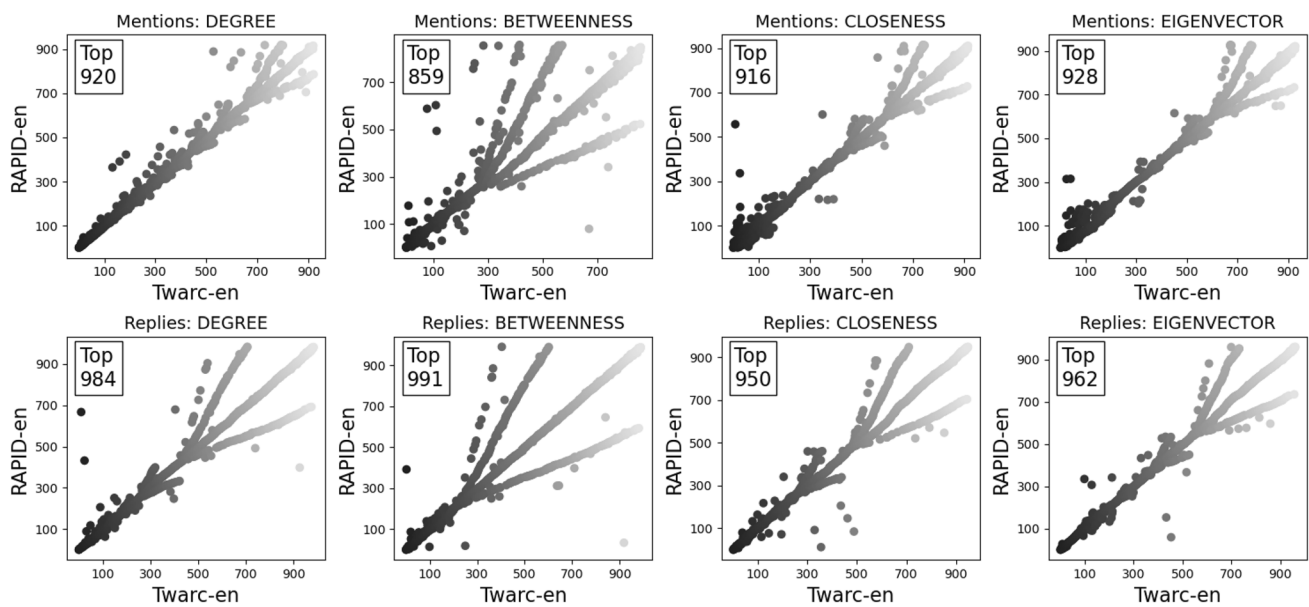 Mentions: DEGREE
Top
920
900
700
500
300
100
RAPID-en
100 300 500 700 900
Twarc-en
Mentions: BETWEENNESS
Top
859
700
500
300
100
RAPID-en
100 300 500 700
Twarc-en
Mentions: CLOSENESS
Top
916
900
700
500
300
100
RAPID-en
100 300 500 700 900
Twarc-en
Mentions: EIGENVECTOR
Top
928
900
700
500
300
100
RAPID-en
100 300 500 700 900
Twarc-en
Replies: DEGREE
Top
984
900
700
500
300
100
RAPID-en
100 300 500 700 900
Twarc-en
Replies: BETWEENNESS
Top
991
900
700
500
300
100
RAPID-en
100 300 500 700 900
Twarc-en
Replies: CLOSENESS
Top
950
900
700
500
300
100
RAPID-en
100 300 500 700 900
Twarc-en
Replies: EIGENVECTOR
Top
962
900
700
500
300
100
RAPID-en
100 300 500 700 900
Twarc-en